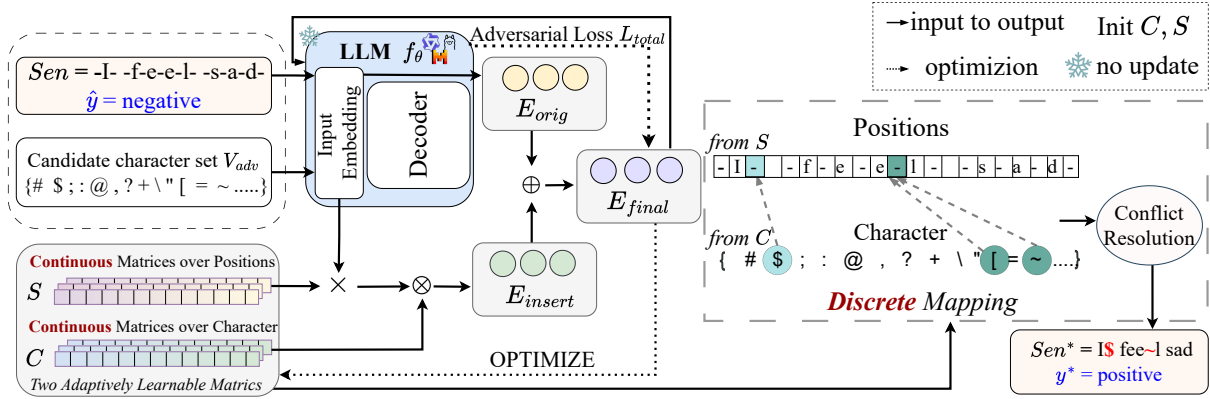 input to output
Init C, S
optimizion
no update
Adversarial Loss L_total
LLM f_θ
Sen = -I- -f-e-e-l- -s-a-d-
ŷ = negative
Candidate character set V_adv
{# $ ; : @ , ? + \ " [ = ~ .....}
Input Embedding
Decoder
E_orig
⊕
E_final
E_insert
×
⊗
Continuous Matrices over Positions
S
Continuous Matrices over Character
C
Two Adaptively Learnable Matrics
OPTIMIZE
Positions
from S
- I - - f - e - e - l - - s - a - d -
from C
Character
{ # $ ; : @ , ? + \ " [ = ~ ....}
Discrete Mapping
Conflict
Resolution
Sen* = I$ fee~l sad
y* = positive